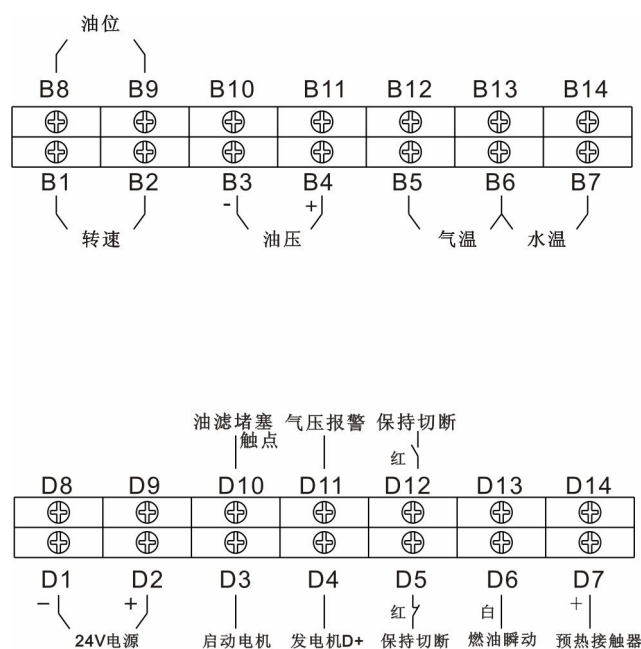 油位
B8 B9 B10 B11 B12 B13 B14
B1 B2 B3 B4 B5 B6 B7
- +
转速 油压 气温 水温
油滤堵塞 气压报警 保持切断
触点
红
D8 D9 D10 D11 D12 D13 D14
D1 D2 D3 D4 D5 D6 D7
- + 红 白 +
24V电源 启动电机 发电机D+ 保持切断 燃油瞬动 预热接触器